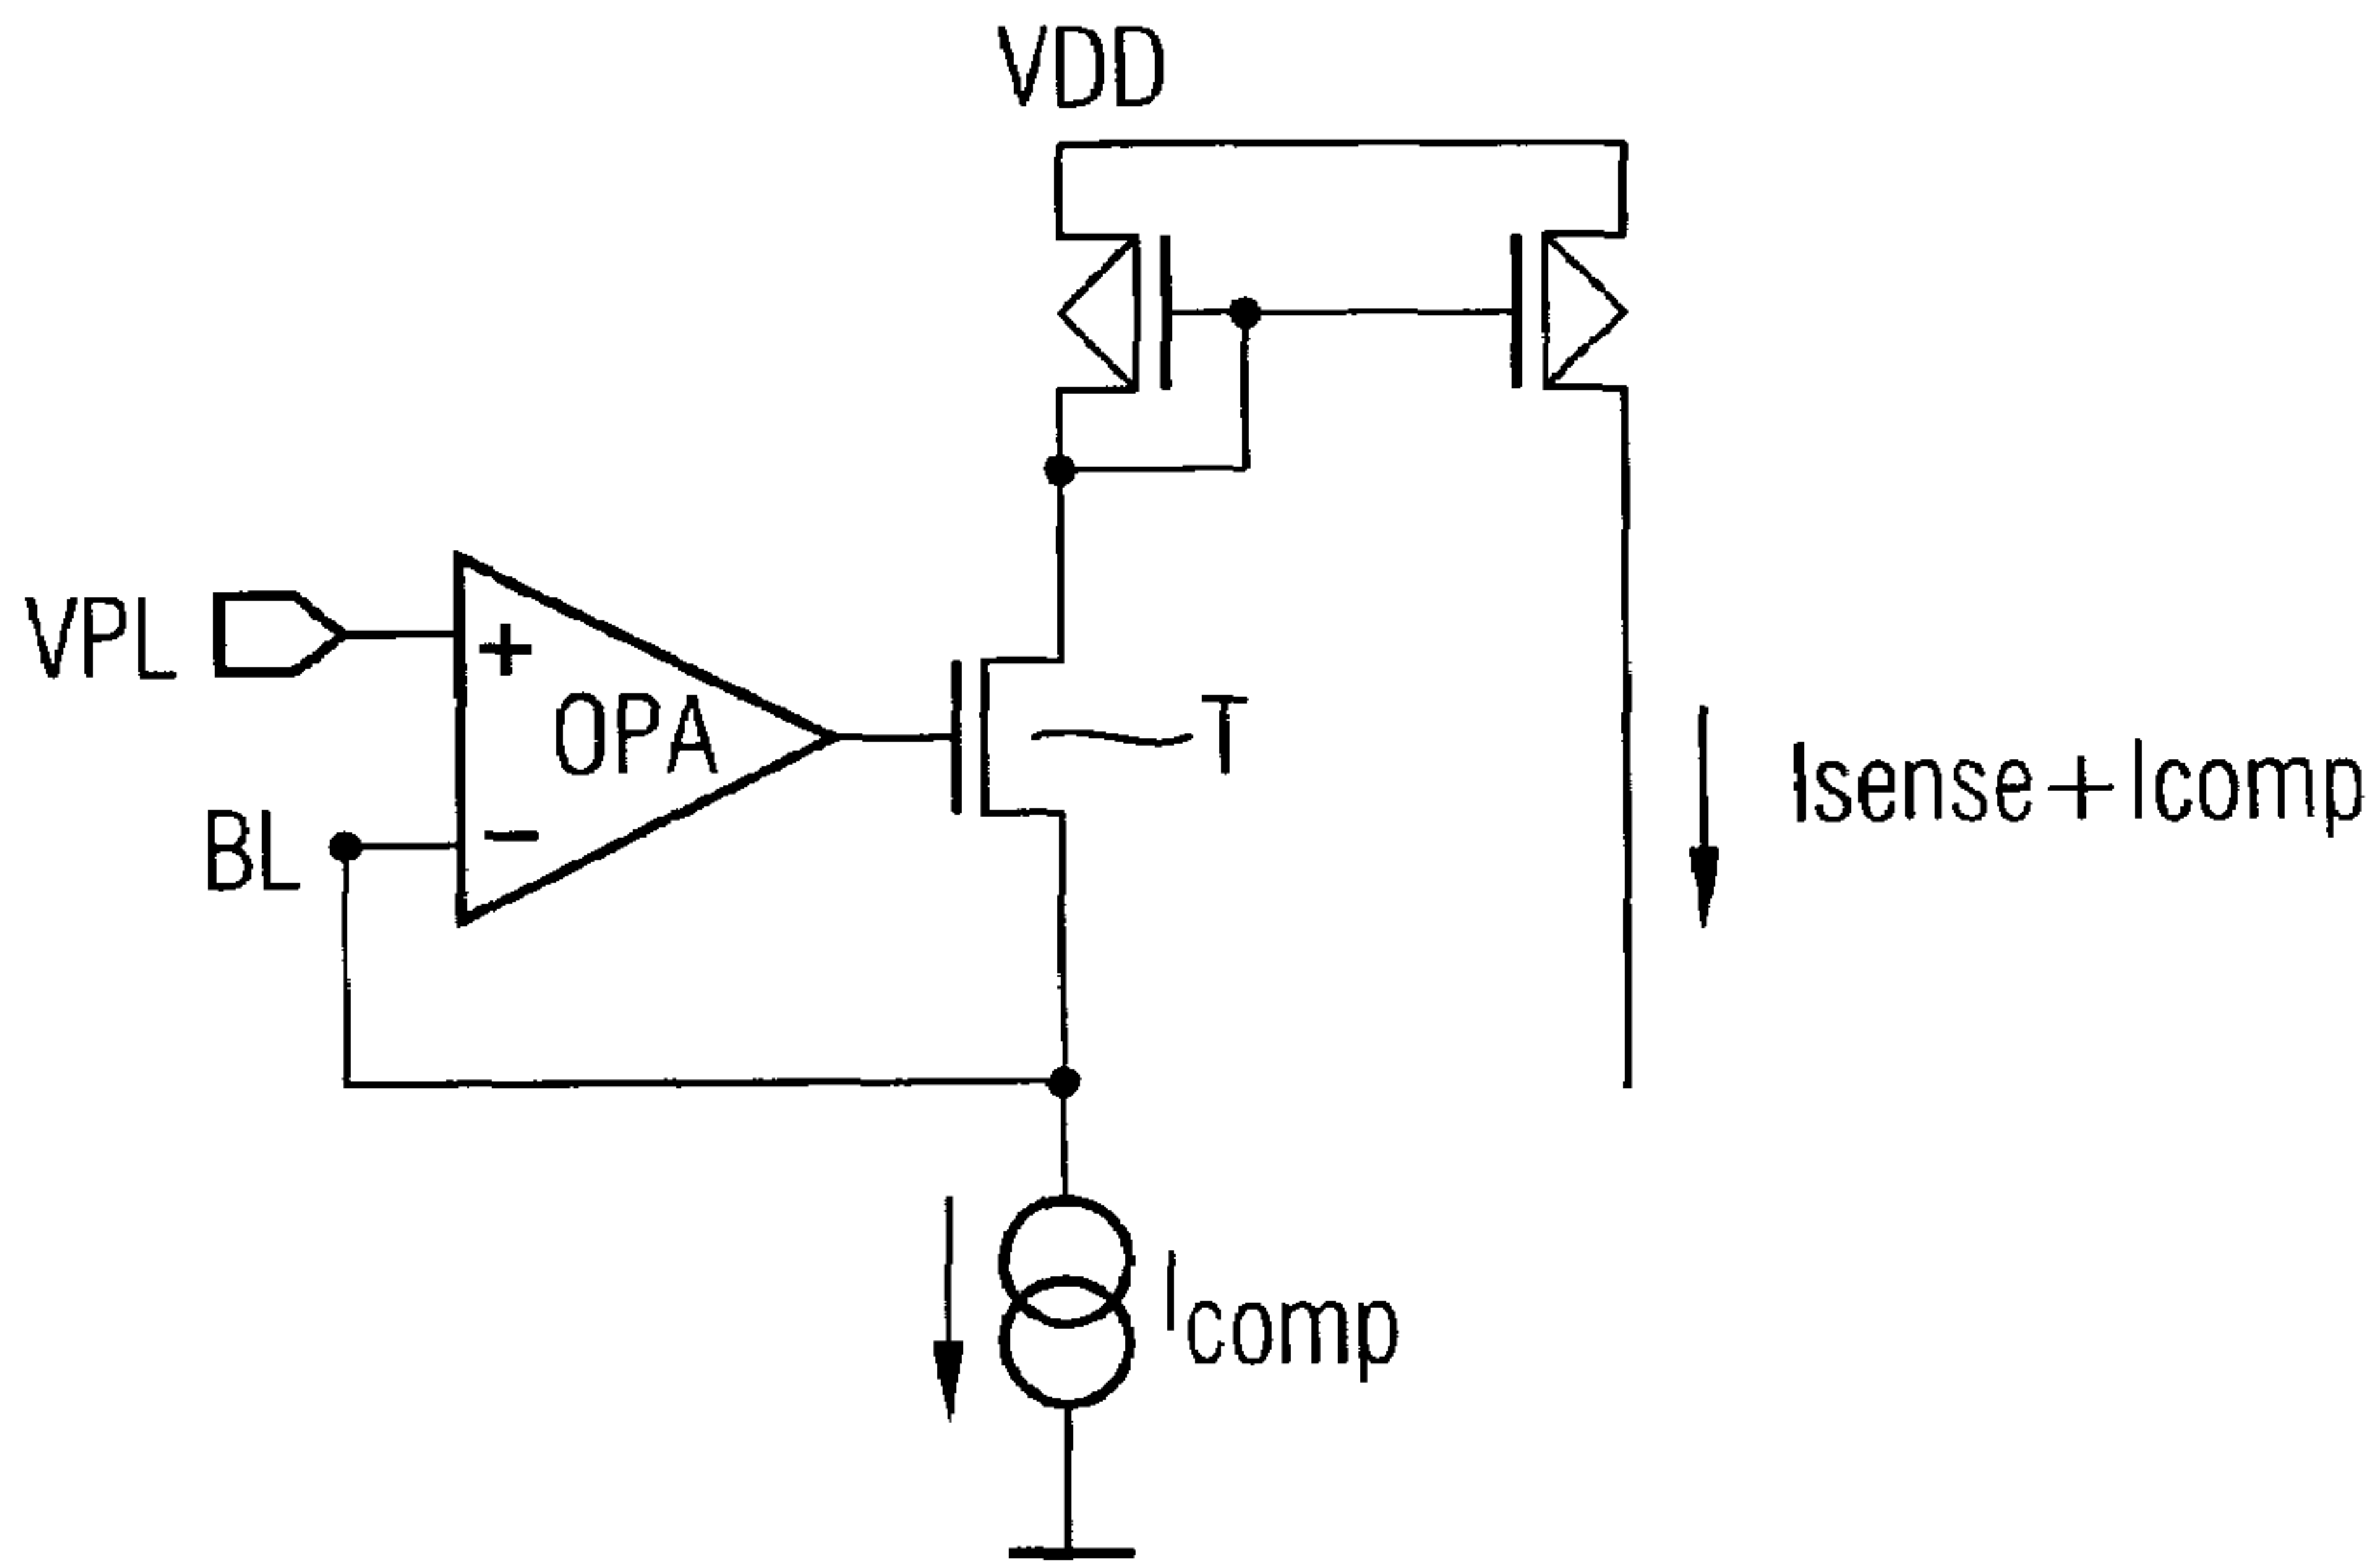 VDD
VPL
+
OPA
T
BL
−
Isense+Icomp
Icomp